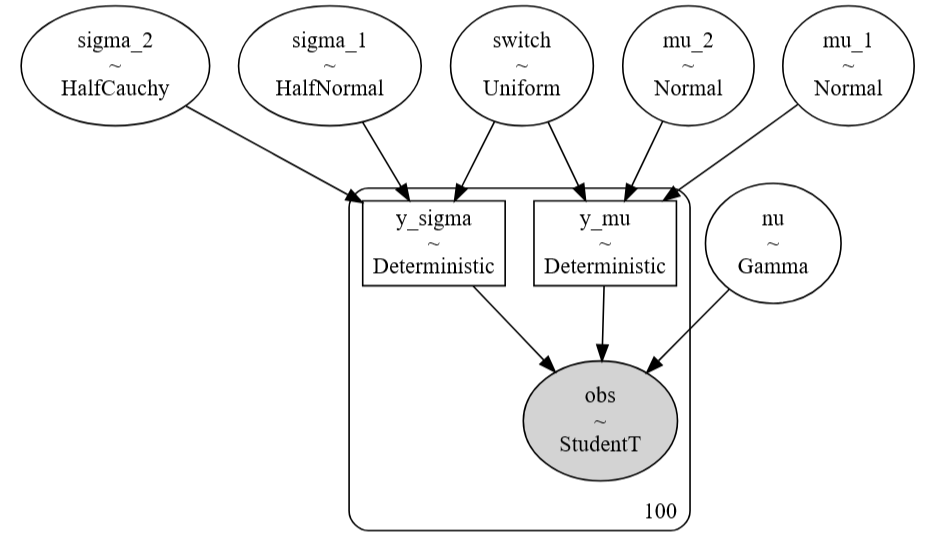 sigma_2
~
HalfCauchy
sigma_1
~
HalfNormal
switch
~
Uniform
mu_2
~
Normal
mu_1
~
Normal
y_sigma
~
Deterministic
y_mu
~
Deterministic
nu
~
Gamma
obs
~
StudentT
100